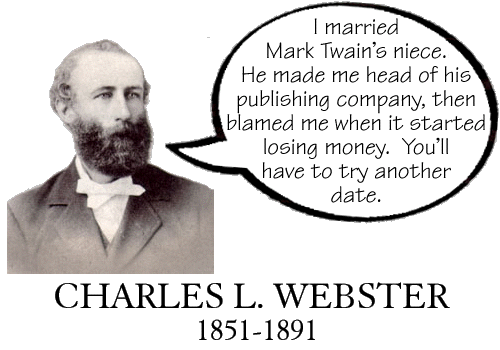 I married
Mark Twain's niece.
He made me head of his
publishing company, then
blamed me when it started
losing money.  You'll
have to try another
date.
CHARLES L. WEBSTER
1851-1891